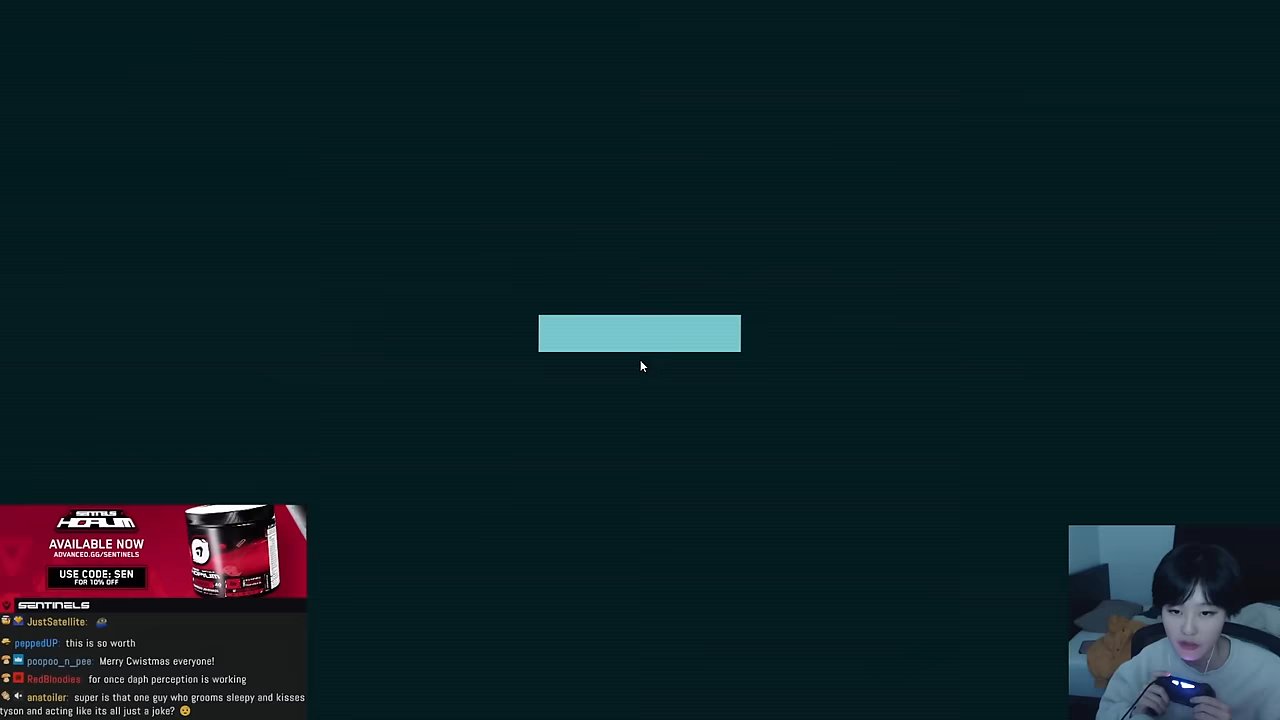 SENTINELS
HOPIUM
AVAILABLE NOW
ADVANCED.GG/SENTINELS
USE CODE: SEN
FOR 10% OFF
SENTINELS
JustSatellite:
peppedUP: this is so worth
poopoo_n_pee: Merry Cwistmas everyone!
RedBloodies for once daph perception is working
anatoiler: super is that one guy who grooms sleepy and kisses
tyson and acting like its all just a joke? 😟